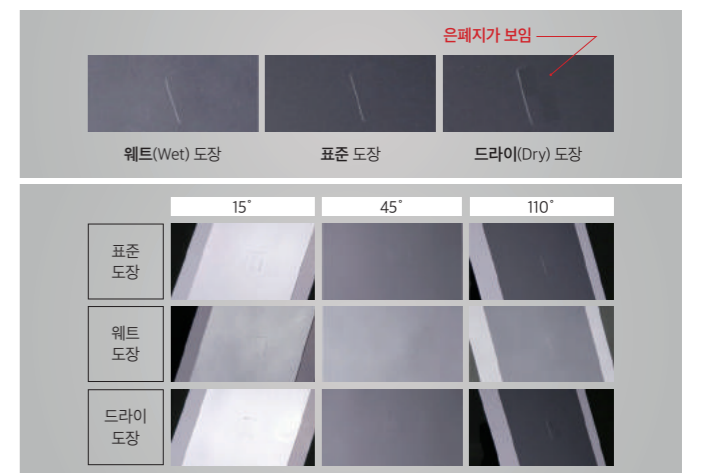 은폐지가 보임
웨트(Wet) 도장
표준 도장
드라이(Dry) 도장
15˚
45˚
110˚
표준
도장
웨트
도장
드라이
도장